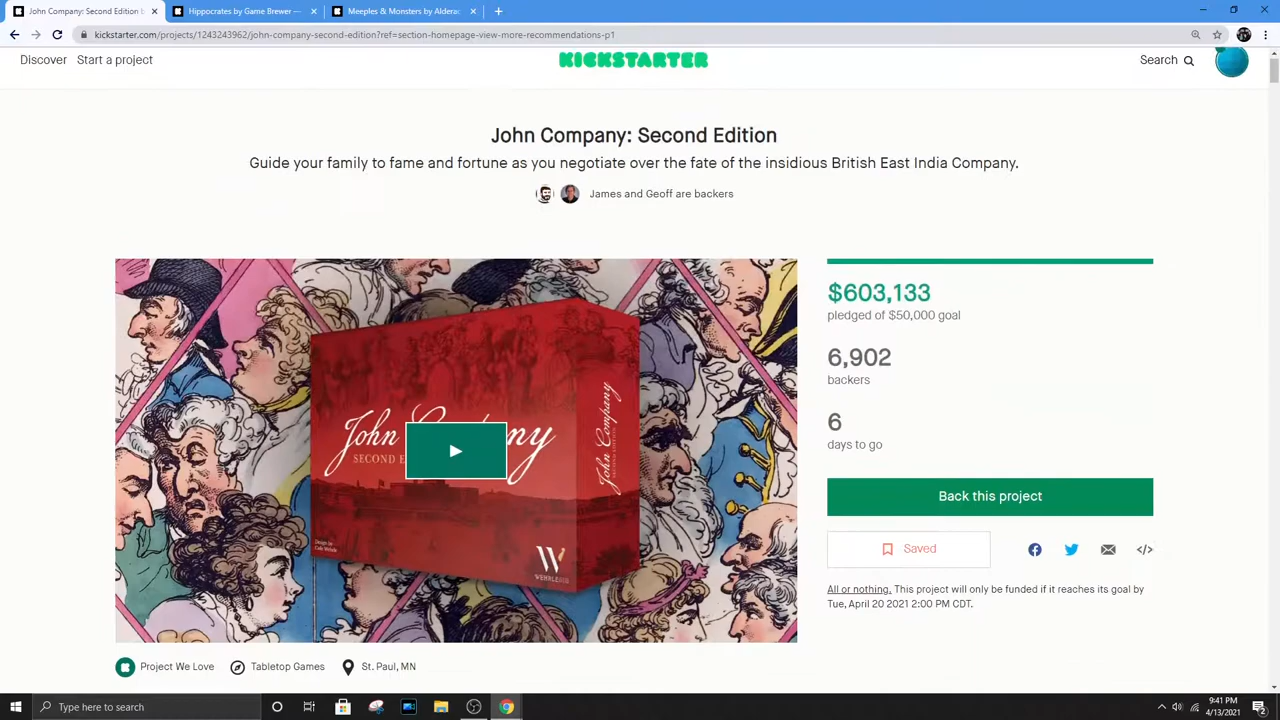 John Company: Second Edition b
Hippocrates by Game Brewer —
Meeples & Monsters by Aldera
kickstarter.com/projects/1243243962/john-company-second-edition?ref=section-homepage-view-more-recommendations-p1
Discover Start a project
KICKSTARTER
Search
John Company: Second Edition
Guide your family to fame and fortune as you negotiate over the fate of the insidious British East India Company.
James and Geoff are backers
$603,133
pledged of $50,000 goal
6,902
backers
6
days to go
Back this project
Saved
All or nothing. This project will only be funded if it reaches its goal by
Tue, April 20 2021 2:00 PM CDT.
John Company
SECOND E
John Company
Design by
Cole Wehrle
W
WEHRLEGIG
Project We Love
Tabletop Games
St. Paul, MN
Type here to search
9:41 PM
4/13/2021
2